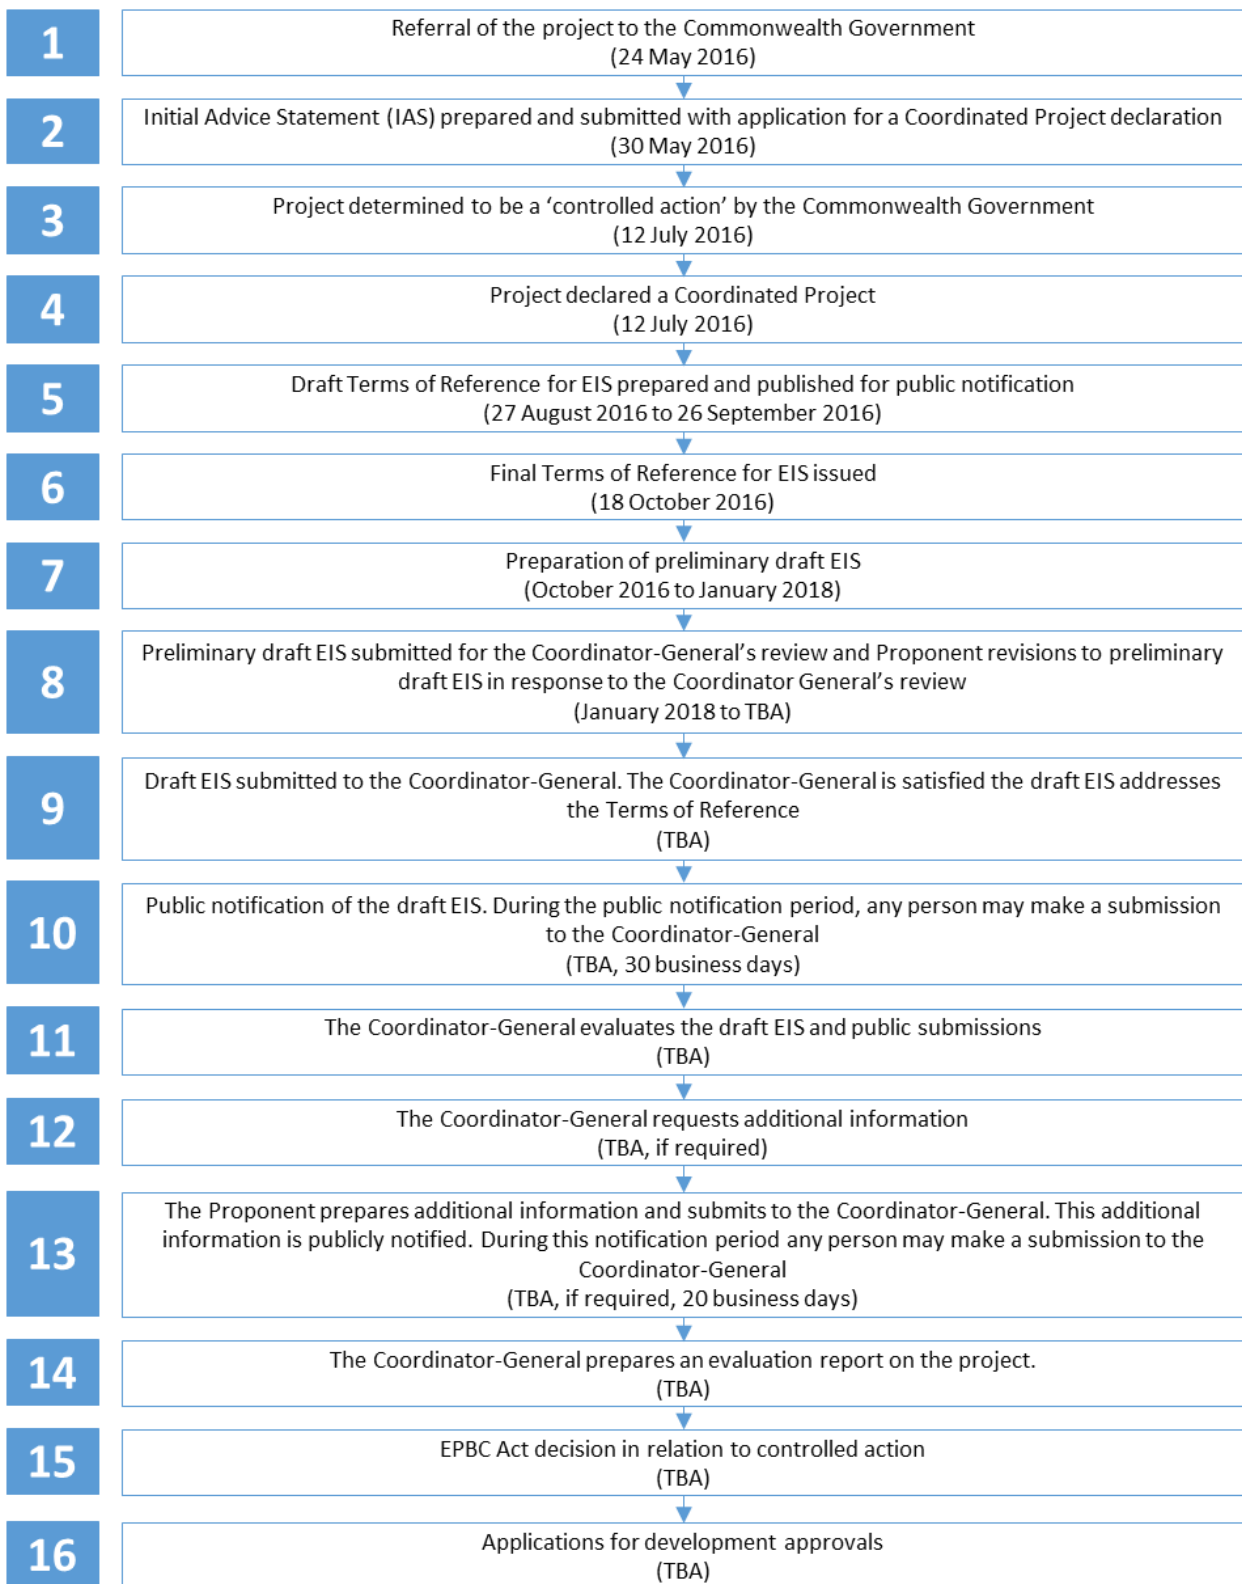 1
Referral of the project to the Commonwealth Government
(24 May 2016)
2
Initial Advice Statement (IAS) prepared and submitted with application for a Coordinated Project declaration
(30 May 2016)
3
Project determined to be a ‘controlled action’ by the Commonwealth Government
(12 July 2016)
4
Project declared a Coordinated Project
(12 July 2016)
5
Draft Terms of Reference for EIS prepared and published for public notification
(27 August 2016 to 26 September 2016)
6
Final Terms of Reference for EIS issued
(18 October 2016)
7
Preparation of preliminary draft EIS
(October 2016 to January 2018)
8
Preliminary draft EIS submitted for the Coordinator-General’s review and Proponent revisions to preliminary
draft EIS in response to the Coordinator General’s review
(January 2018 to TBA)
9
Draft EIS submitted to the Coordinator-General. The Coordinator-General is satisfied the draft EIS addresses
the Terms of Reference
(TBA)
10
Public notification of the draft EIS. During the public notification period, any person may make a submission
to the Coordinator-General
(TBA, 30 business days)
11
The Coordinator-General evaluates the draft EIS and public submissions
(TBA)
12
The Coordinator-General requests additional information
(TBA, if required)
13
The Proponent prepares additional information and submits to the Coordinator-General. This additional
information is publicly notified. During this notification period any person may make a submission to the
Coordinator-General
(TBA, if required, 20 business days)
14
The Coordinator-General prepares an evaluation report on the project.
(TBA)
15
EPBC Act decision in relation to controlled action
(TBA)
16
Applications for development approvals
(TBA)